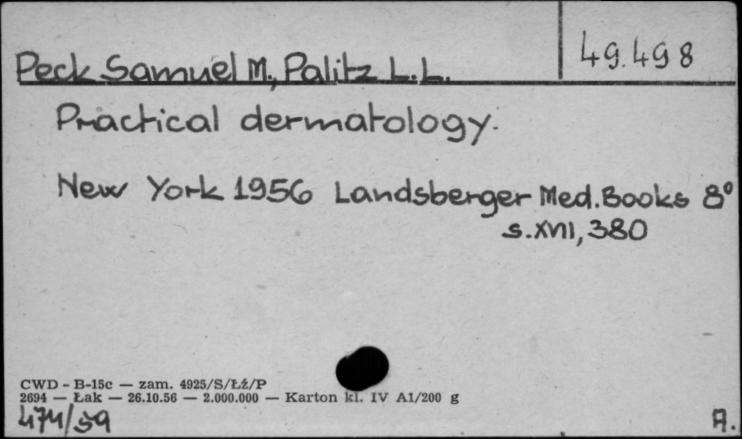 49.498
Peck Samuel M., Palitz L.L.
Practical dermatology.
New York 1956 Landsberger Med. Books 8°
s. XVII, 380
CWD - B-15c — zam. 4925/S/Łź/P
2694 — Łak — 26.10.56 — 2.000.000 — Karton kl. IV A1/200 g
474/59
A.